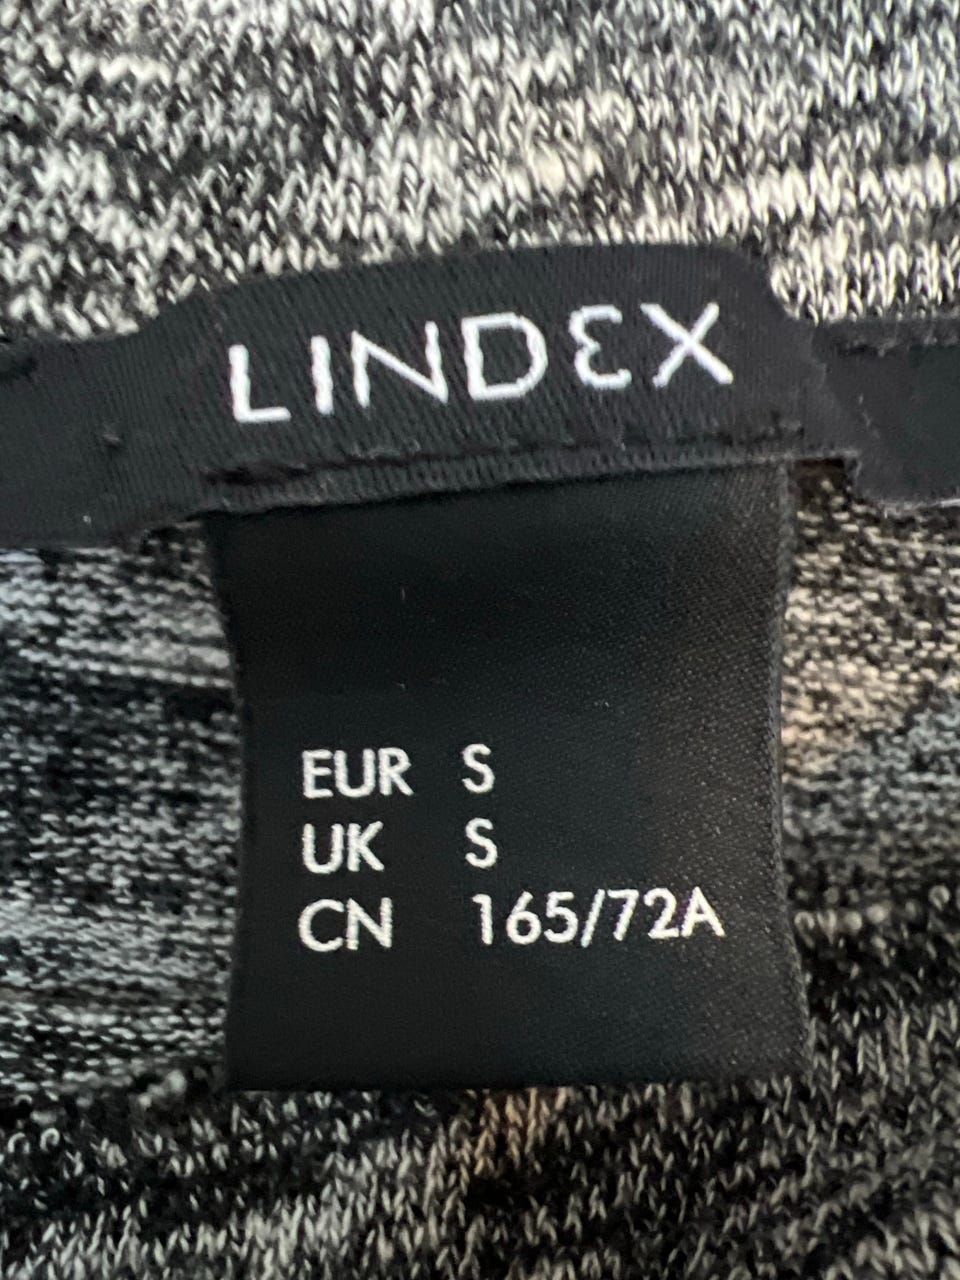 LINDEX
EUR S
UK S
CN 165/72A